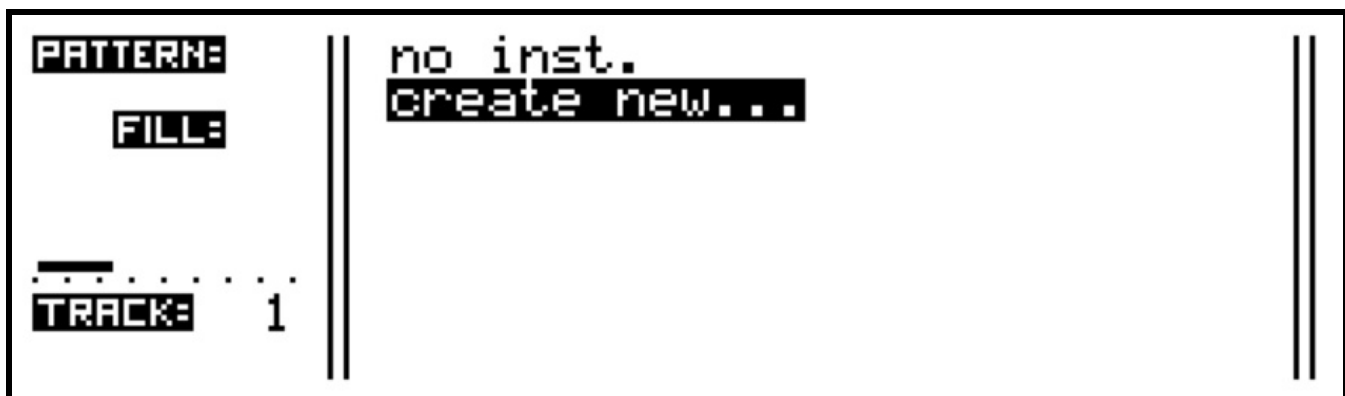 PATTERN:
FILL:
TRACK: 1
no inst.
create new...